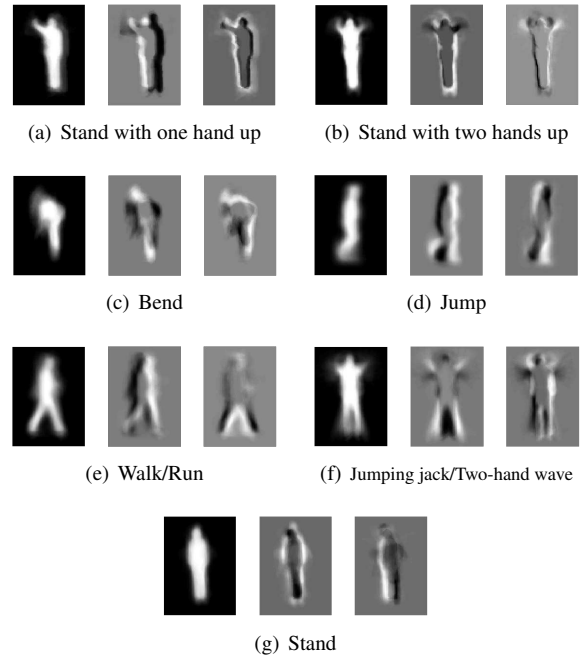 (a) Stand with one hand up
(b) Stand with two hands up
(c) Bend
(d) Jump
(e) Walk/Run
(f) Jumping jack/Two-hand wave
(g) Stand